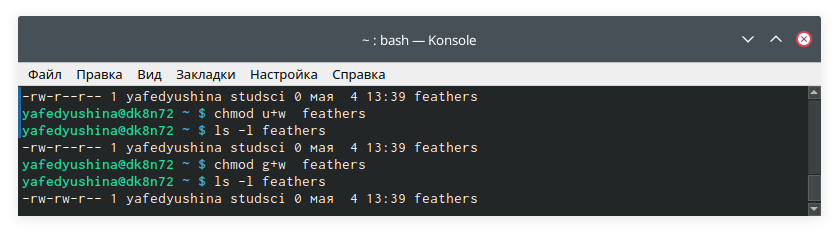 ~ : bash — Konsole
Файл Правка Вид Закладки Настройка Справка
-rw-r--r-- 1 yafedyushina studsci 0 мая  4 13:39 feathers
yafedyushina@dk8n72 ~ $ chmod u+w  feathers
yafedyushina@dk8n72 ~ $ ls -l feathers
-rw-r--r-- 1 yafedyushina studsci 0 мая  4 13:39 feathers
yafedyushina@dk8n72 ~ $ chmod g+w  feathers
yafedyushina@dk8n72 ~ $ ls -l feathers
-rw-rw-r-- 1 yafedyushina studsci 0 мая  4 13:39 feathers